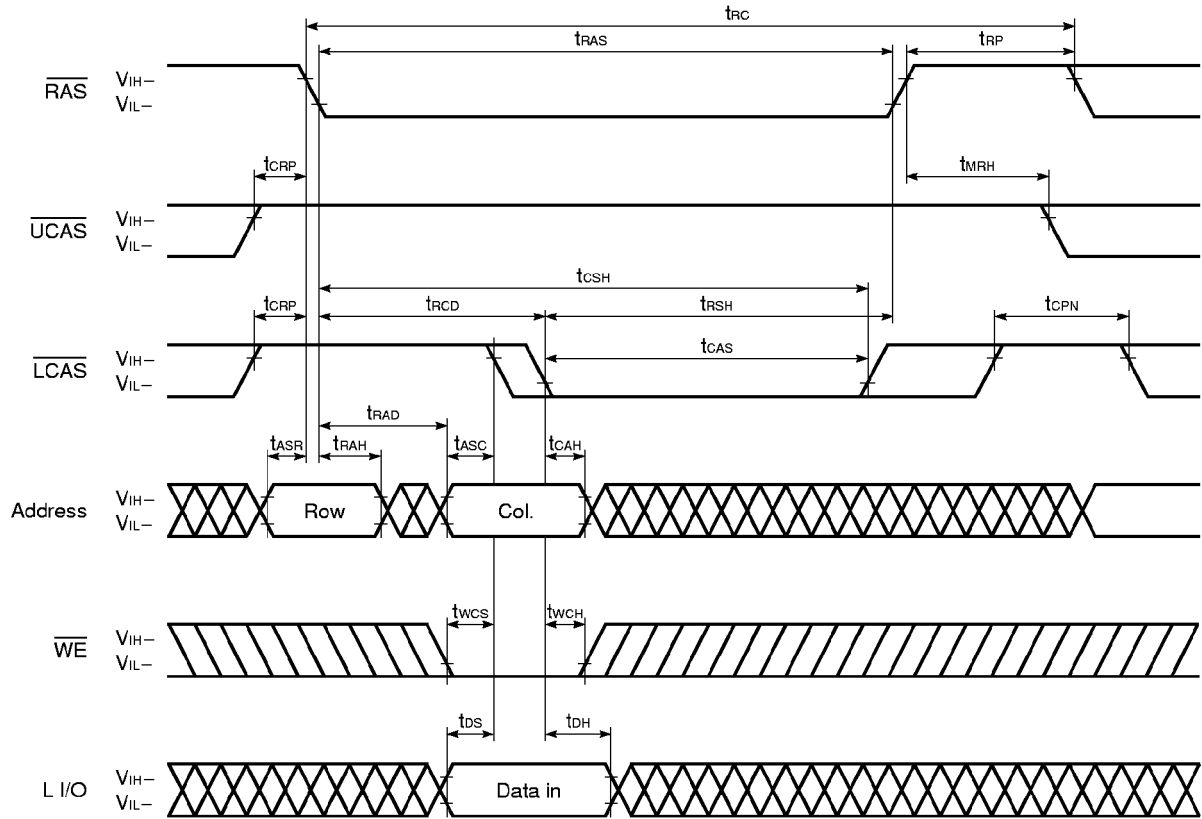 tRC
tRAS
tRP
RAS
VIH–
VIL–
tCRP
tMRH
UCAS
VIH–
VIL–
tCSH
tCRP
tRCD
tRSH
tCPN
LCAS
VIH–
VIL–
tCAS
tRAD
tASR
tRAH
tASC
tCAH
Address
VIH–
VIL–
Row
Col.
tWCS
tWCH
WE
VIH–
VIL–
tDS
tDH
L I/O
VIH–
VIL–
Data in